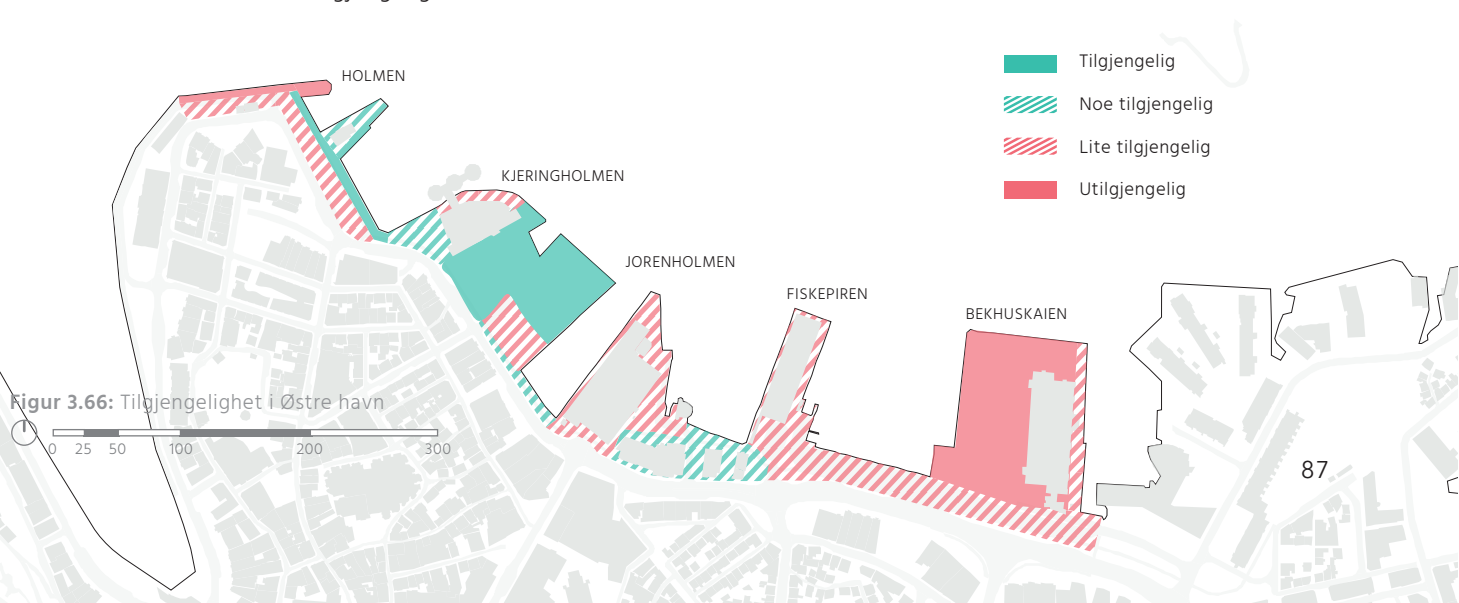 Tilgjengelig
HOLMEN
Noe tilgjengelig
Lite tilgjengelig
KJERINGHOLMEN
Utilgjengelig
JORENHOLMEN
FISKEPIREN
BEKHUSKAIEN
Figur 3.66: Tilgjengelighet i Østre havn
0 25 50 100 200 300
87